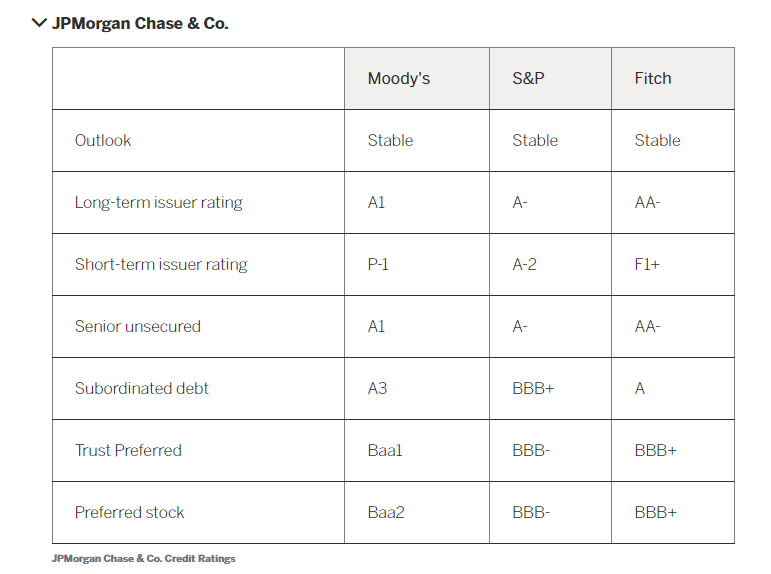 JPMorgan Chase & Co.
Moody's S&P Fitch
Outlook Stable Stable Stable
Long-term issuer rating A1 A- AA-
Short-term issuer rating P-1 A-2 F1+
Senior unsecured A1 A- AA-
Subordinated debt A3 BBB+ A
Trust Preferred Baa1 BBB- BBB+
Preferred stock Baa2 BBB- BBB+
JPMorgan Chase & Co. Credit Ratings